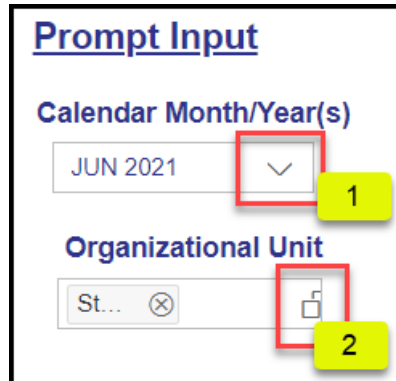 Prompt Input
Calendar Month/Year(s)
JUN 2021
1
Organizational Unit
St...
2